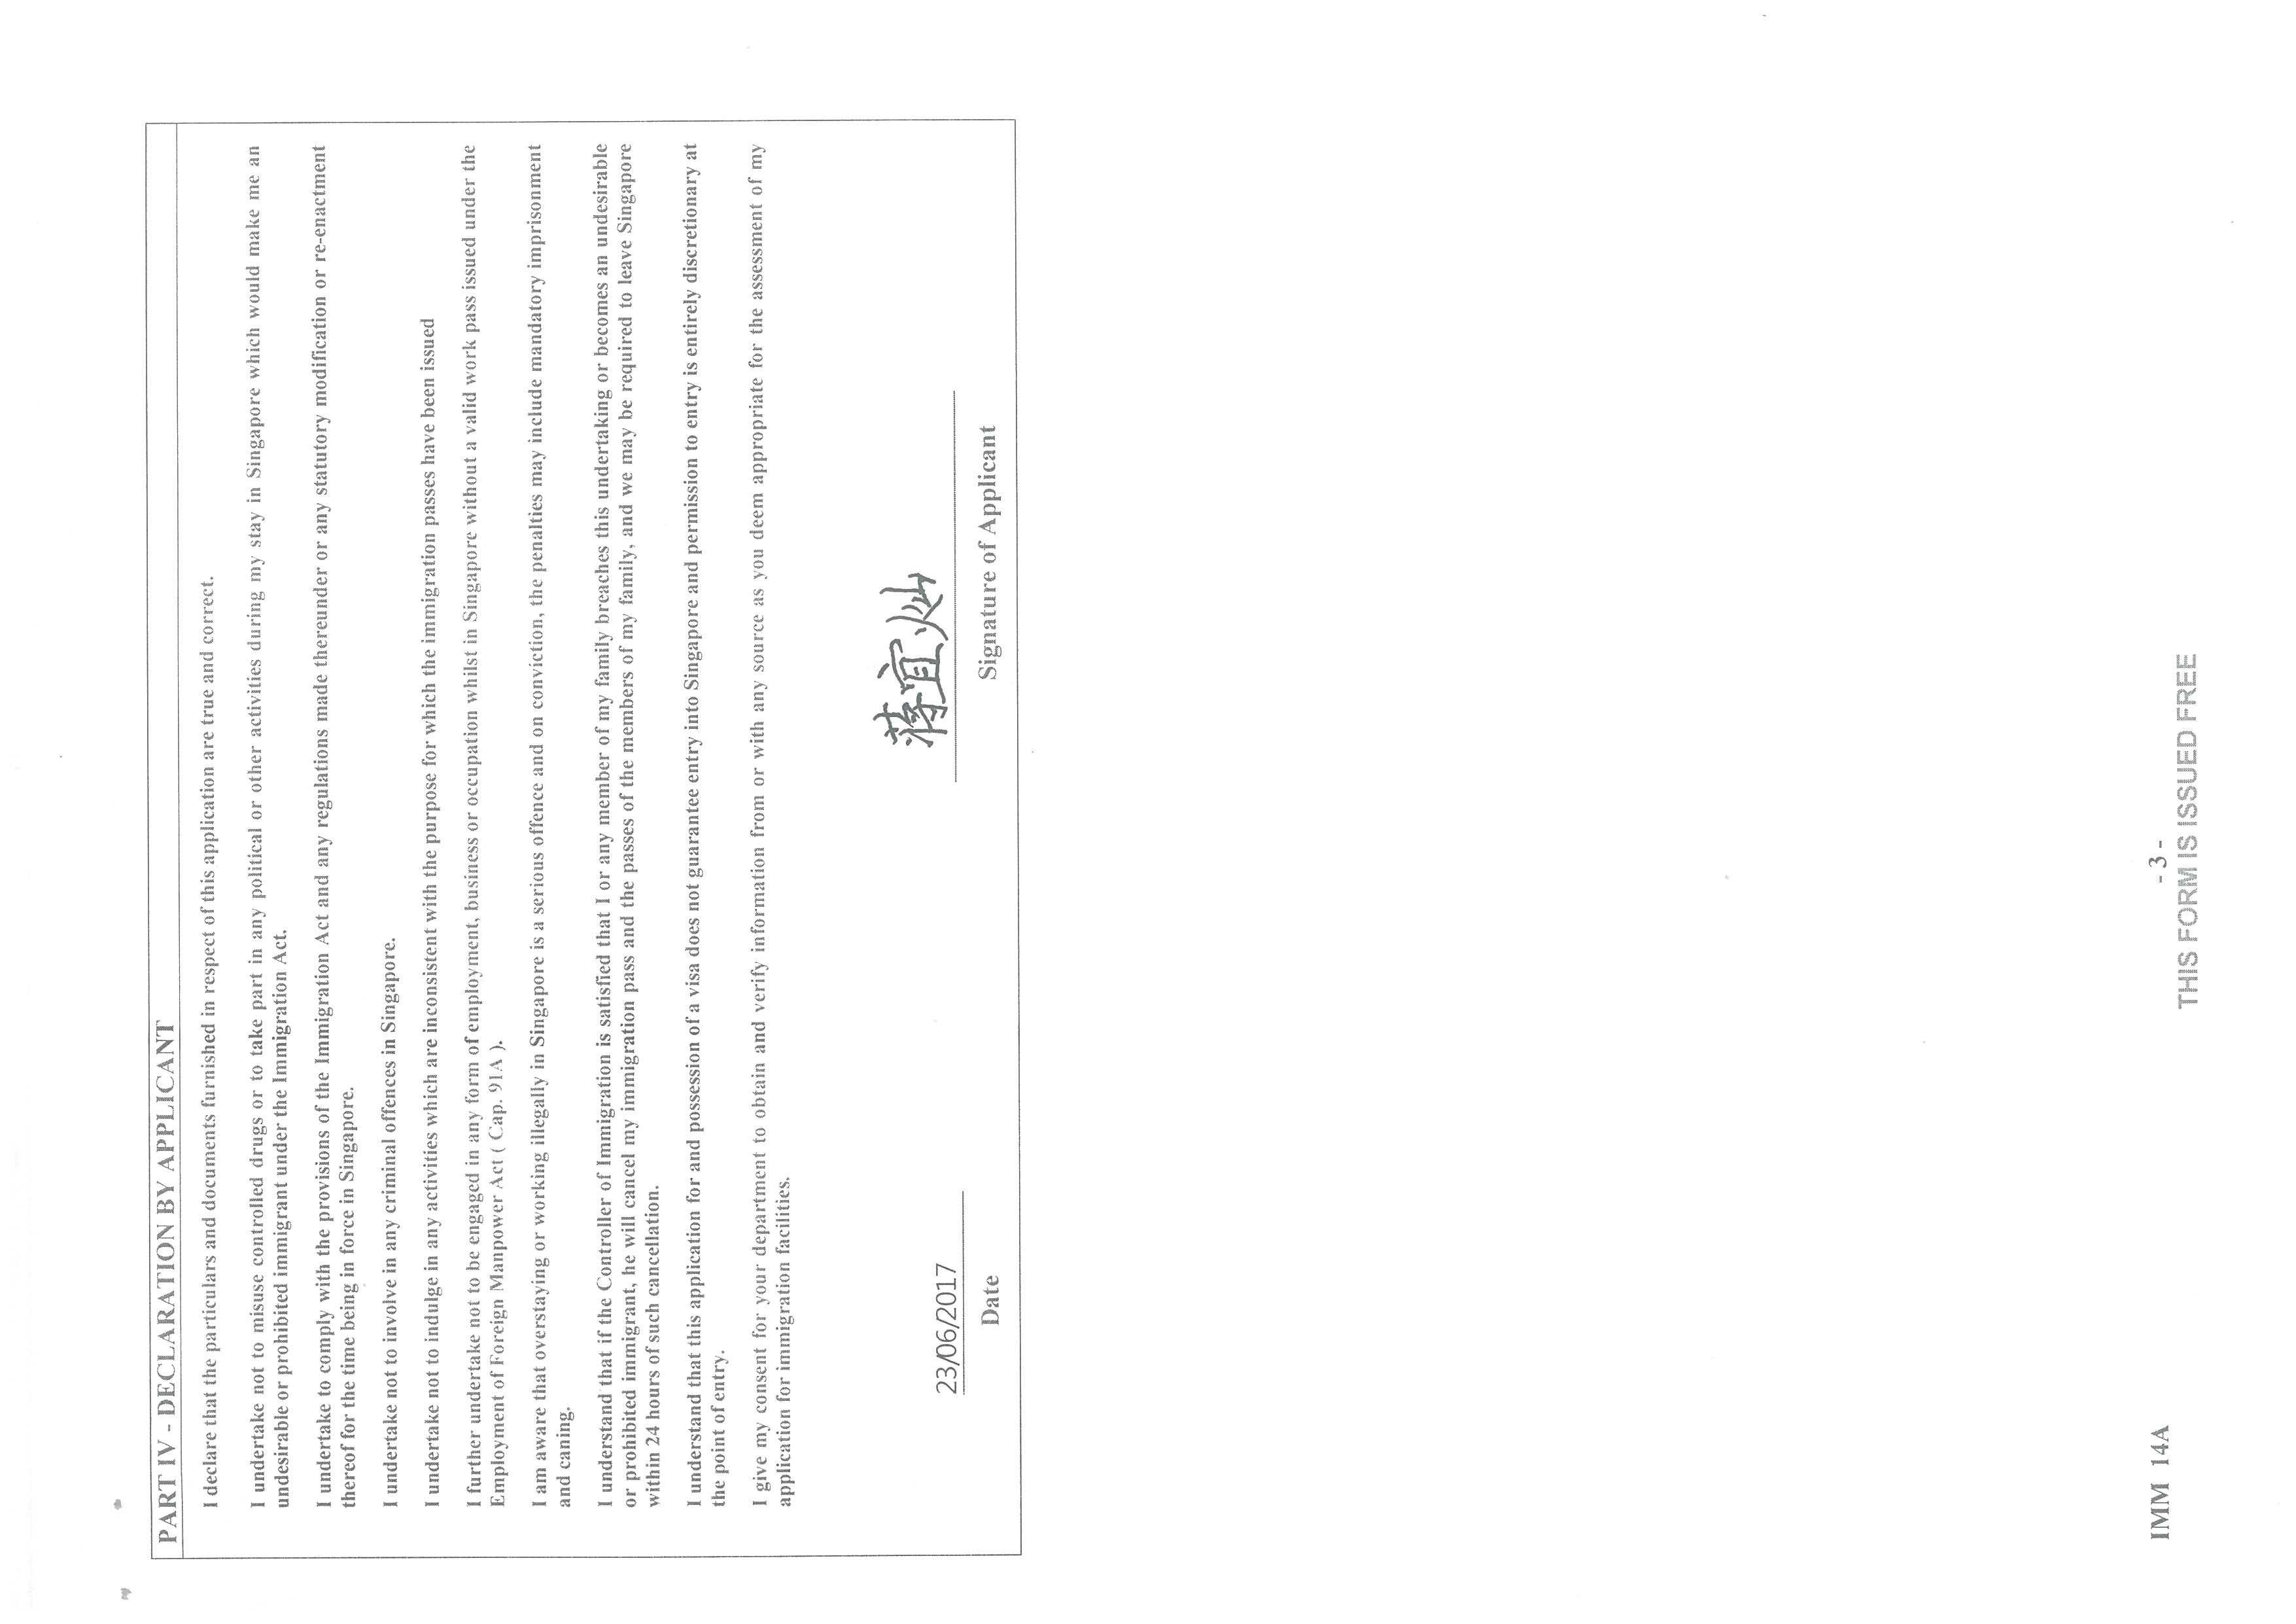 PART IV - DECLARATION BY APPLICANT
I declare that the particulars and documents furnished in respect of this application are true and correct.
I undertake not to misuse controlled drugs or to take part in any political or other activities during my stay in Singapore which would make me an
undesirable or prohibited immigrant under the Immigration Act.
I undertake to comply with the provisions of the Immigration Act and any regulations made thereunder or any statutory modification or re-enactment
thereof for the time being in force in Singapore.
I undertake not to involve in any criminal offences in Singapore.
I undertake not to indulge in any activities which are inconsistent with the purpose for which the immigration passes have been issued
I further undertake not to be engaged in any form of employment, business or occupation whilst in Singapore without a valid work pass issued under the
Employment of Foreign Manpower Act ( Cap. 91A ).
I am aware that overstaying or working illegally in Singapore is a serious offence and on conviction, the penalties may include mandatory imprisonment
and caning.
I understand that if the Controller of Immigration is satisfied that I or any member of my family breaches this undertaking or becomes an undesirable
or prohibited immigrant, he will cancel my immigration pass and the passes of the members of my family, and we may be required to leave Singapore
within 24 hours of such cancellation.
I understand that this application for and possession of a visa does not guarantee entry into Singapore and permission to entry is entirely discretionary at
the point of entry.
I give my consent for your department to obtain and verify information from or with any source as you deem appropriate for the assessment of my
application for immigration facilities.
23/06/2017 蒋宜灿
Date Signature of Applicant
IMM 14A - 3 -
THIS FORM IS ISSUED FREE